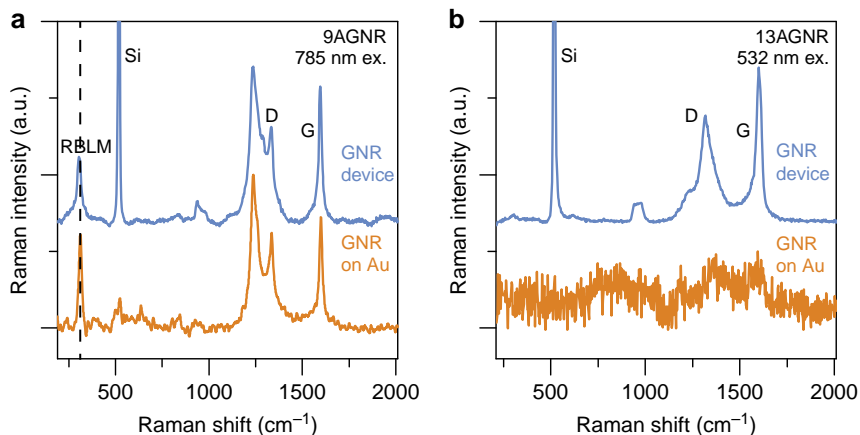 a
9AGNR
785 nm ex.
Si
RBLM
D
G
GNR
device
GNR
on Au
Raman intensity (a.u.)
500
1000
1500
2000
Raman shift (cm⁻¹)
b
13AGNR
532 nm ex.
Si
D
G
GNR
device
GNR
on Au
Raman intensity (a.u.)
500
1000
1500
2000
Raman shift (cm⁻¹)